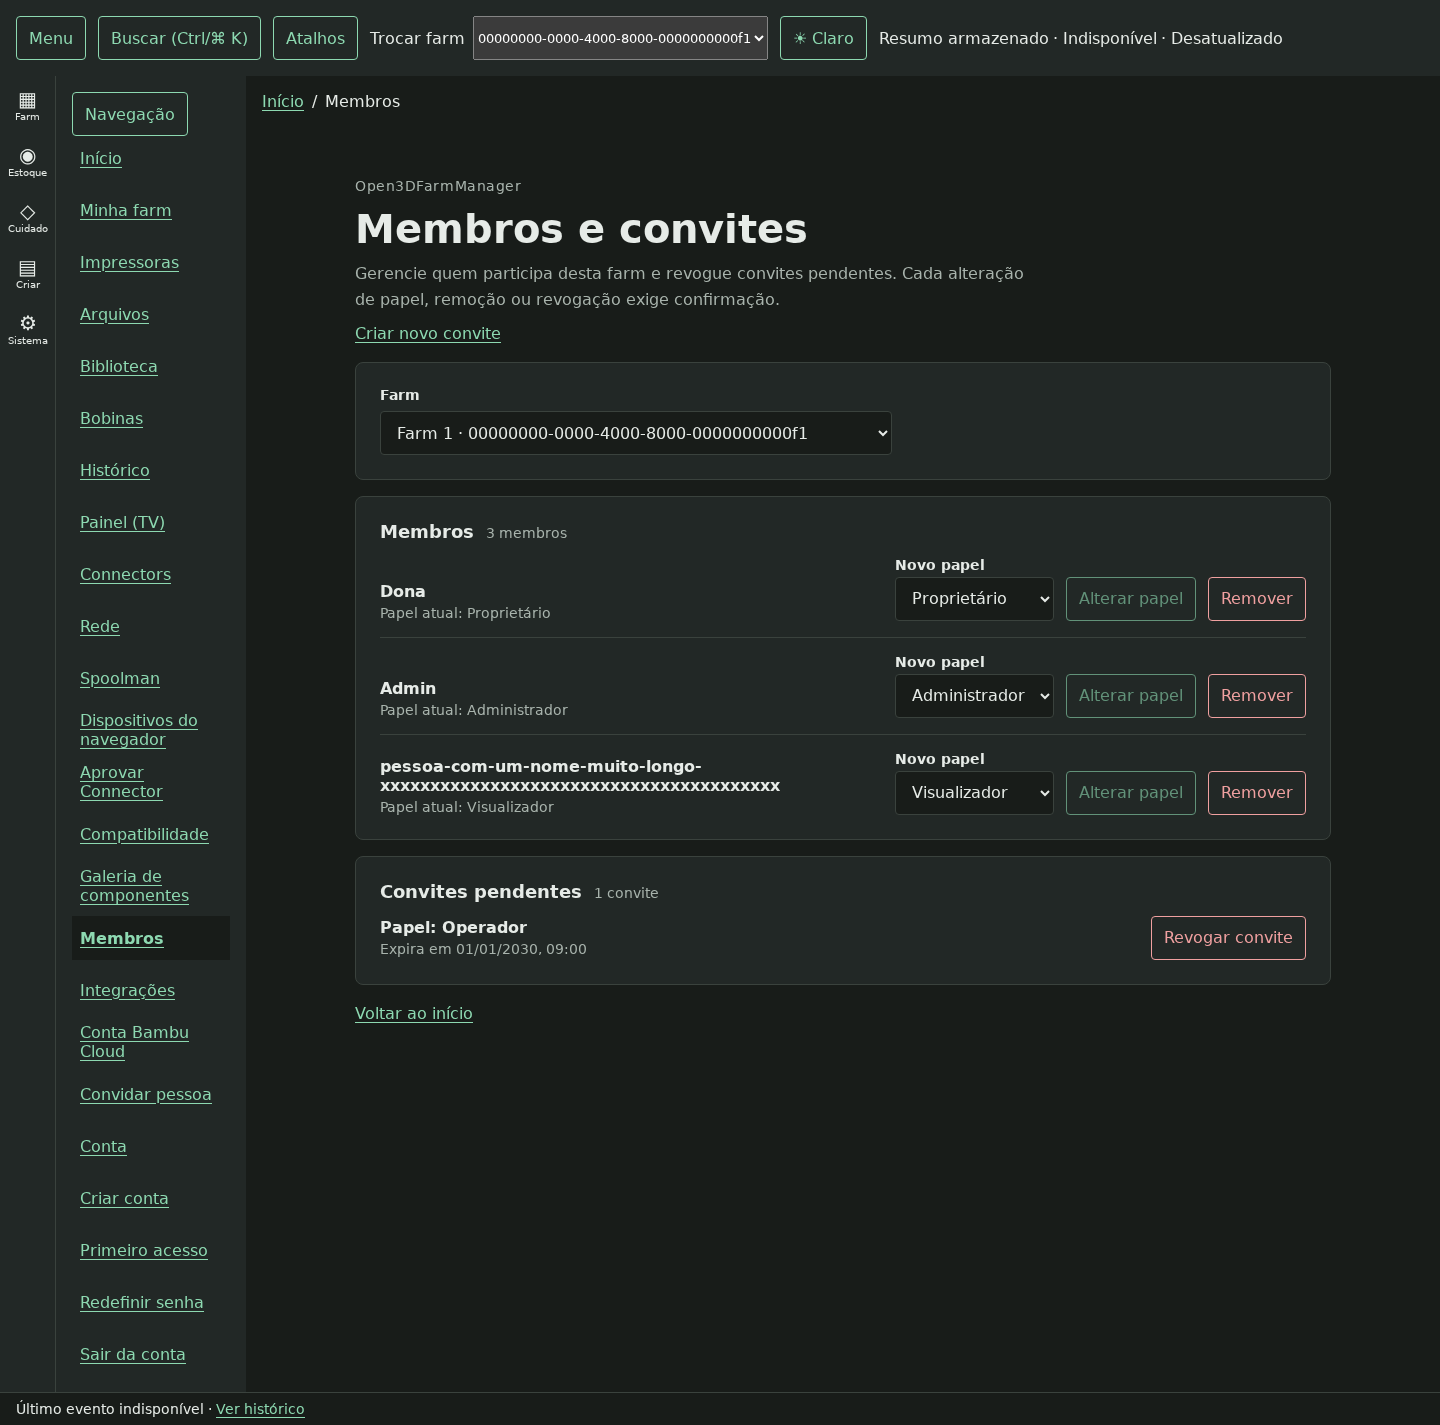 Menu
Buscar (Ctrl/⌘ K)
Atalhos
Trocar farm
00000000-0000-4000-8000-0000000000f1
☀ Claro
Resumo armazenado · Indisponível · Desatualizado
Farm
Estoque
Cuidado
Criar
Sistema
Navegação
Início
Minha farm
Impressoras
Arquivos
Biblioteca
Bobinas
Histórico
Painel (TV)
Connectors
Rede
Spoolman
Dispositivos do
navegador
Aprovar
Connector
Compatibilidade
Galeria de
componentes
Membros
Integrações
Conta Bambu
Cloud
Convidar pessoa
Conta
Criar conta
Primeiro acesso
Redefinir senha
Sair da conta
Início / Membros
Open3DFarmManager
Membros e convites
Gerencie quem participa desta farm e revogue convites pendentes. Cada alteração
de papel, remoção ou revogação exige confirmação.
Criar novo convite
Farm
Farm 1 · 00000000-0000-4000-8000-0000000000f1
Membros 3 membros
Dona
Papel atual: Proprietário
Novo papel
Proprietário
Alterar papel
Remover
Admin
Papel atual: Administrador
Novo papel
Administrador
Alterar papel
Remover
pessoa-com-um-nome-muito-longo-
xxxxxxxxxxxxxxxxxxxxxxxxxxxxxxxxxxxxxxxx
Papel atual: Visualizador
Novo papel
Visualizador
Alterar papel
Remover
Convites pendentes 1 convite
Papel: Operador
Expira em 01/01/2030, 09:00
Revogar convite
Voltar ao início
Último evento indisponível · Ver histórico